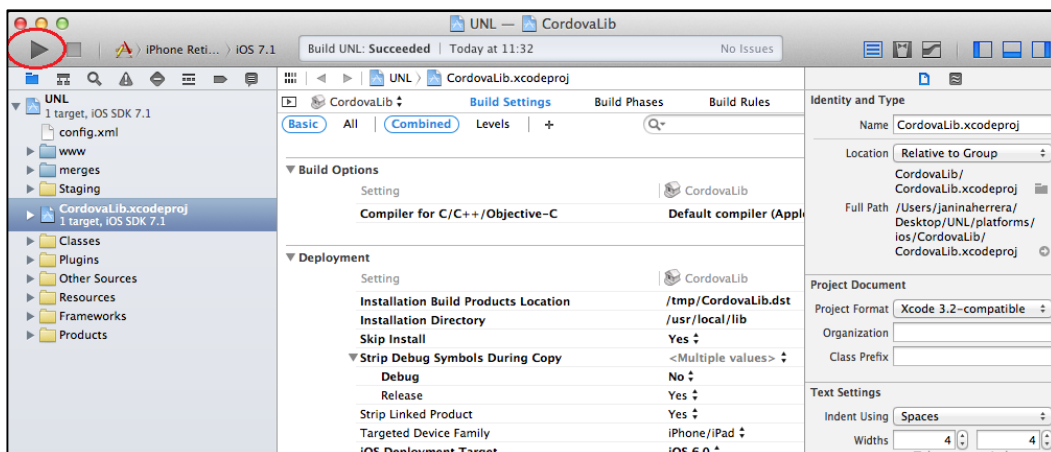 UNL — CordovaLib
iPhone Reti... iOS 7.1
Build UNL: Succeeded | Today at 11:32 No Issues
UNL CordovaLib.xcodeproj
UNL
1 target, iOS SDK 7.1
config.xml
www
merges
Staging
CordovaLib.xcodeproj
1 target, iOS SDK 7.1
Classes
Plugins
Other Sources
Resources
Frameworks
Products
CordovaLib Build Settings Build Phases Build Rules
Basic All Combined Levels +
Build Options
Setting CordovaLib
Compiler for C/C++/Objective-C Default compiler (Appl
Deployment
Setting CordovaLib
Installation Build Products Location /tmp/CordovaLib.dst
Installation Directory /usr/local/lib
Skip Install Yes
Strip Debug Symbols During Copy <Multiple values>
Debug No
Release Yes
Strip Linked Product Yes
Targeted Device Family iPhone/iPad
iOS Deployment Target iOS 6.0
Identity and Type
Name CordovaLib.xcodeproj
Location Relative to Group
CordovaLib/
CordovaLib.xcodeproj
Full Path /Users/janinaherrera/
Desktop/UNL/platforms/
ios/CordovaLib/
CordovaLib.xcodeproj
Project Document
Project Format Xcode 3.2-compatible
Organization
Class Prefix
Text Settings
Indent Using Spaces
Widths 4 4